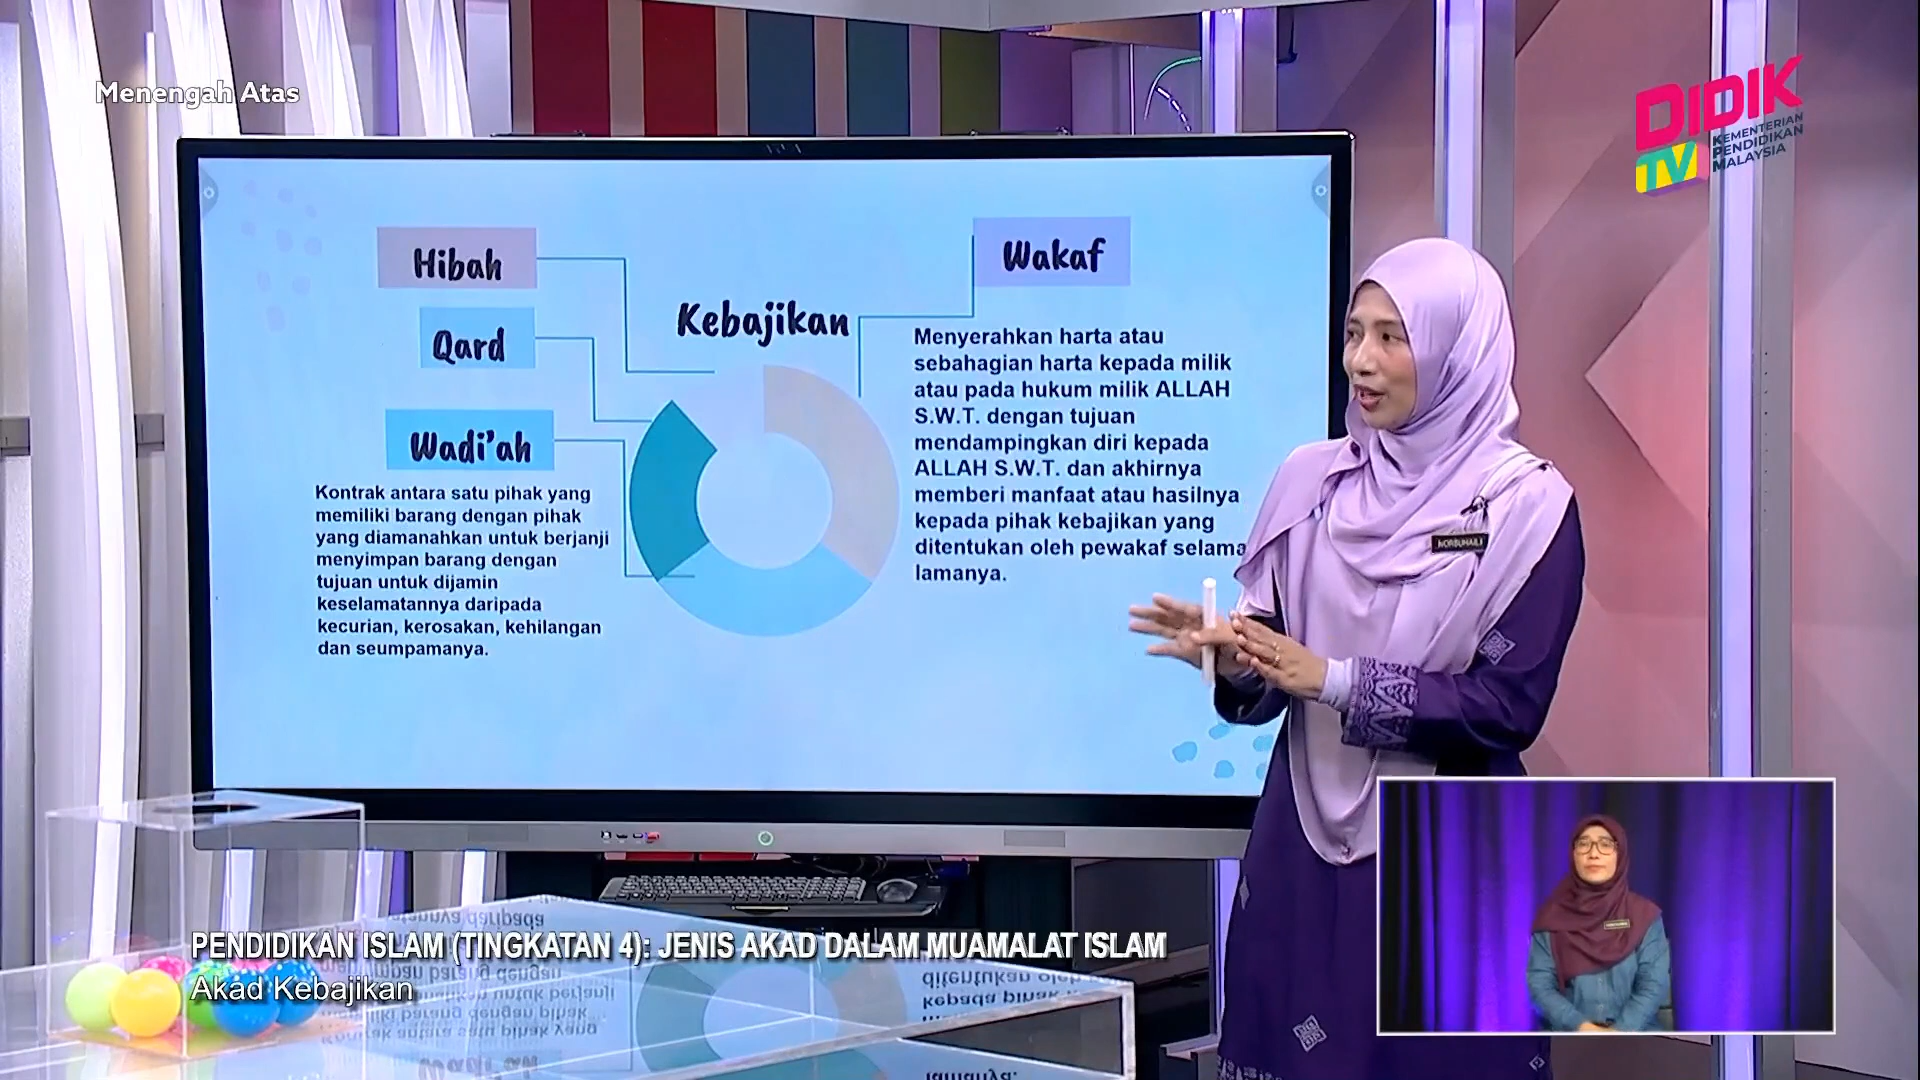 Menengah Atas
DIDIK
TV
KEMENTERIAN
PENDIDIKAN
MALAYSIA
Hibah
Qard
Wadi'ah
Kontrak antara satu pihak yang
memiliki barang dengan pihak
yang diamanahkan untuk berjanji
menyimpan barang dengan
tujuan untuk dijamin
keselamatannya daripada
kecurian, kerosakan, kehilangan
dan seumpamanya.
Kebajikan
Wakaf
Menyerahkan harta atau
sebahagian harta kepada milik
atau pada hukum milik ALLAH
S.W.T. dengan tujuan
mendampingkan diri kepada
ALLAH S.W.T. dan akhirnya
memberi manfaat atau hasilnya
kepada pihak kebajikan yang
ditentukan oleh pewakaf selama
lamanya.
PENDIDIKAN ISLAM (TINGKATAN 4): JENIS AKAD DALAM MUAMALAT ISLAM
Akad Kebajikan